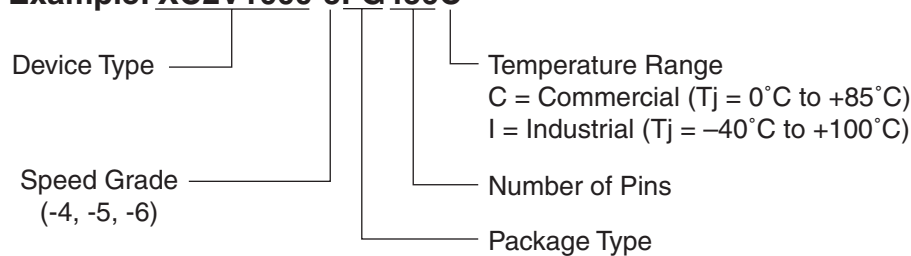 Example:
Device Type
Temperature Range
C = Commercial (Tj = 0˚C to +85˚C)
I = Industrial (Tj = –40˚C to +100˚C)
Speed Grade
(-4, -5, -6)
Number of Pins
Package Type